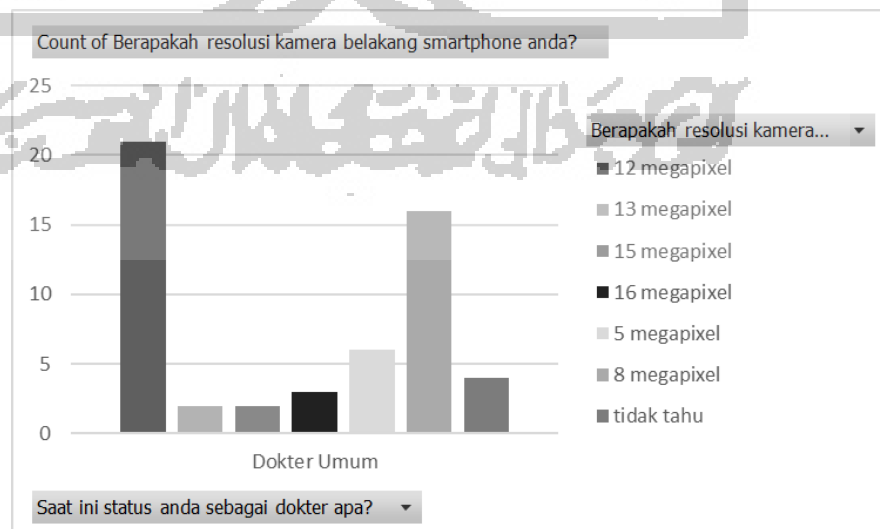 Count of Berapakah resolusi kamera belakang smartphone anda?
25
20
15
10
5
0
Dokter Umum
Berapakah resolusi kamera...
12 megapixel
13 megapixel
15 megapixel
16 megapixel
5 megapixel
8 megapixel
tidak tahu
Saat ini status anda sebagai dokter apa?